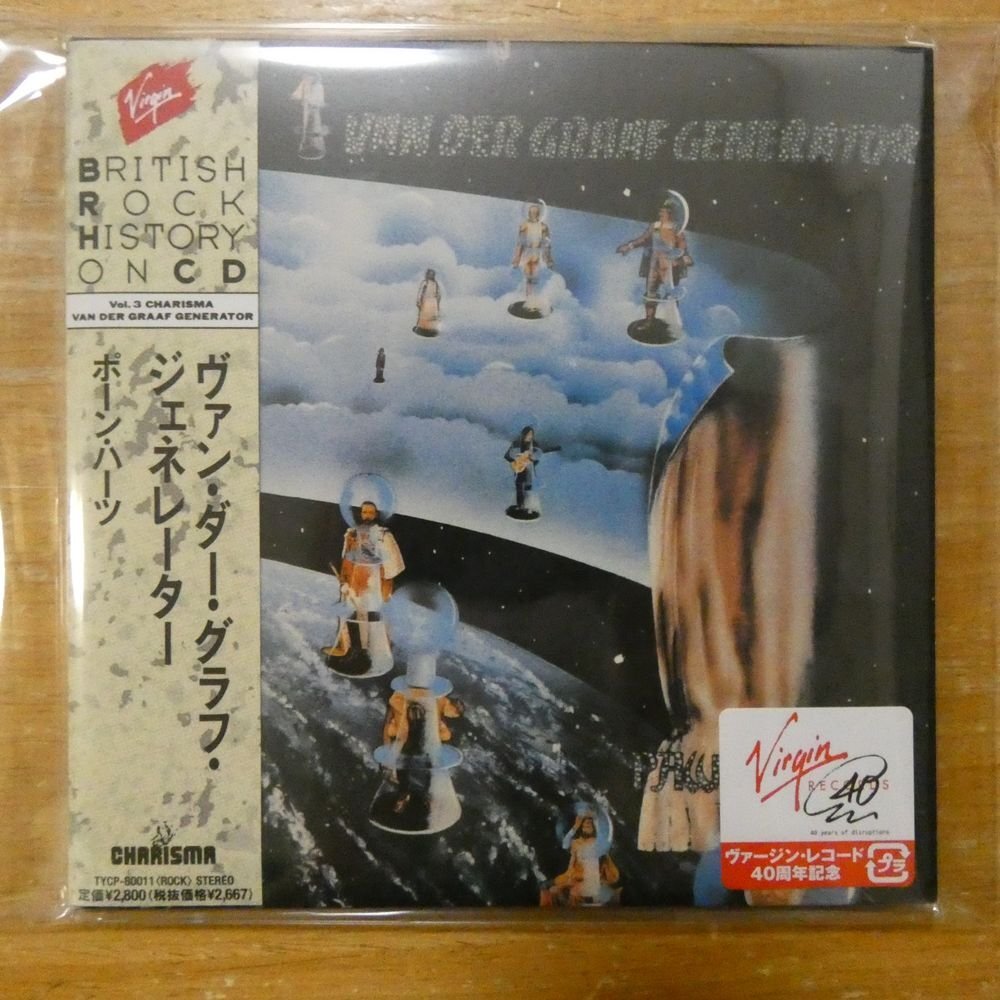 Virgin
BRITISH
ROCK
HISTORY
ON CD
Vol. 3 CHARISMA
VAN DER GRAAF GENERATOR
ヴァン・ダー・グラフ・
ジェネレーター
ポーン・ハーツ
CHARISMA
TYCP-80011〈ROCK〉 STEREO
定価¥2,800(税抜価格¥2,667)
VAN DER GRAAF GENERATOR
Virgin
RECORDS
40
40 years of disruptions
ヴァージン・レコード
40周年記念
プラ